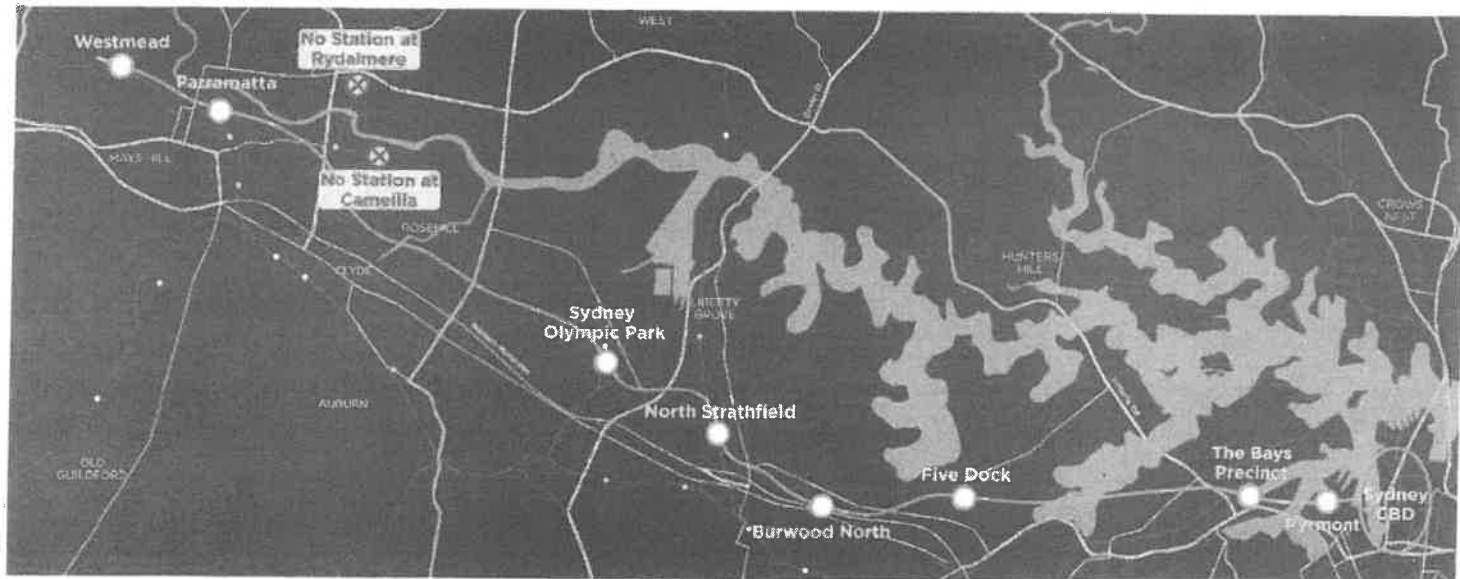 WEST
Westmead
No Station at
Rydalmere
Parramatta
MAYS HILL
No Station at
Camellia
ROSEHILL
CLYDE
CROWS
NEST
HUNTERS
HILL
Sydney
Olympic Park
LIBERTY
GROVE
AUBURN
North Strathfield
OLD
GUILDFORD
Five Dock
The Bays
Precinct
Sydney
CBD
Pyrmont
Burwood North